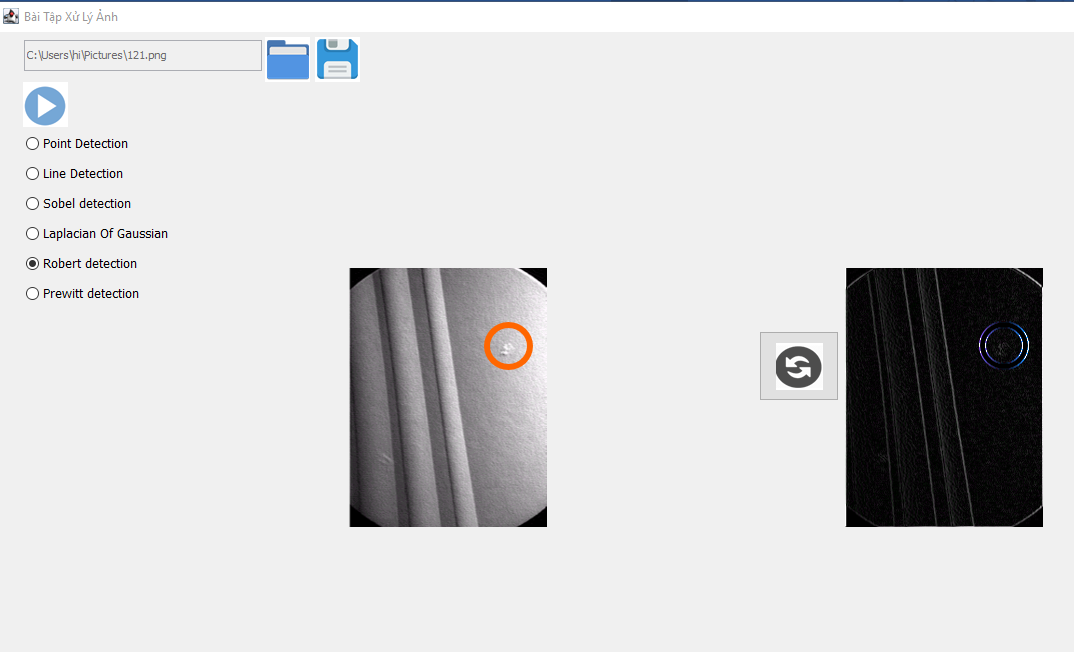 Bài Tập Xử Lý Ảnh
C:\Users\hi\Pictures\121.png
Point Detection
Line Detection
Sobel detection
Laplacian Of Gaussian
Robert detection
Prewitt detection